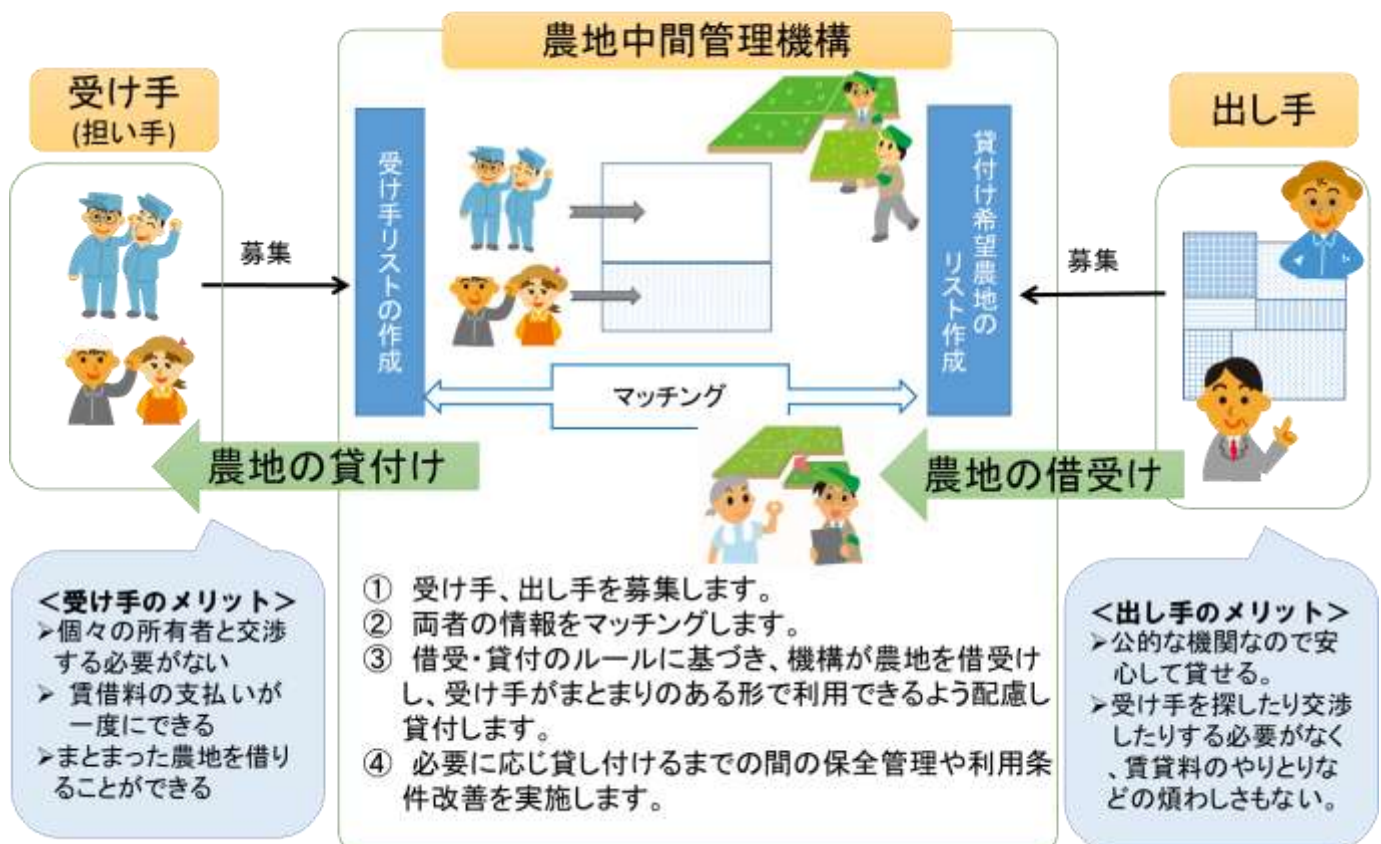 農地中間管理機構
受け手
(担い手)
出し手
募集
受け手リストの作成
貸付け希望農地の
リスト作成
募集
マッチング
農地の貸付け
農地の借受け
＜受け手のメリット＞
➢個々の所有者と交渉
する必要がない
➢ 賃借料の支払いが
一度にできる
➢まとまった農地を借り
ることができる
① 受け手、出し手を募集します。
② 両者の情報をマッチングします。
③ 借受・貸付のルールに基づき、機構が農地を借受け
し、受け手がまとまりのある形で利用できるよう配慮し
貸付します。
④ 必要に応じ貸し付けるまでの間の保全管理や利用条
件改善を実施します。
＜出し手のメリット＞
➢公的な機関なので安
心して貸せる。
➢受け手を探したり交渉
したりする必要がなく
、賃貸料のやりとりな
どの煩わしさもない。